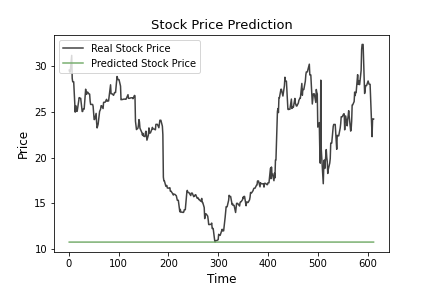 Stock Price Prediction
Real Stock Price
Predicted Stock Price
Price
30
25
20
15
10
0 100 200 300 400 500 600
Time